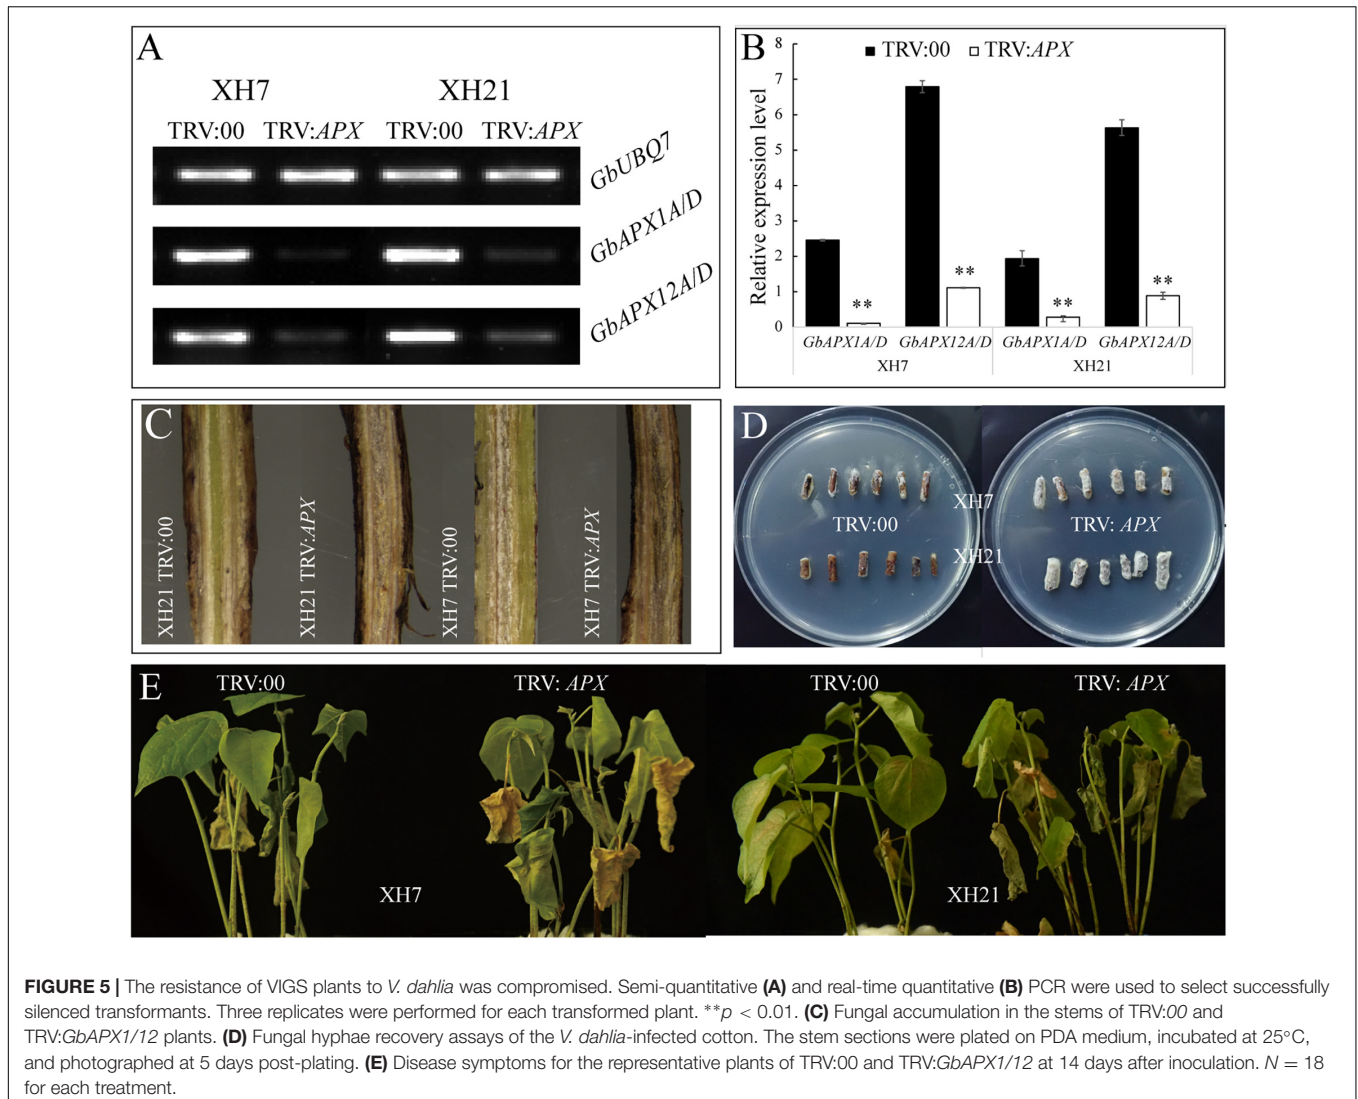 A
XH7 XH21
TRV:00 TRV:APX TRV:00 TRV:APX
GbUBQ7
GbAPX1A/D
GbAPX12A/D
B
TRV:00 TRV:APX
Relative expression level
8
7
6
5
4
3
2
1
0
** ** ** **
GbAPX1A/D GbAPX12A/D GbAPX1A/D GbAPX12A/D
XH7 XH21
C
XH21 TRV:00
XH21 TRV:APX
XH7 TRV:00
XH7 TRV:APX
D
XH7
TRV:00 TRV: APX
XH21
E
TRV:00 TRV: APX TRV:00 TRV: APX
XH7 XH21
FIGURE 5 | The resistance of VIGS plants to V. dahlia was compromised. Semi-quantitative (A) and real-time quantitative (B) PCR were used to select successfully
silenced transformants. Three replicates were performed for each transformed plant. **p < 0.01. (C) Fungal accumulation in the stems of TRV:00 and
TRV:GbAPX1/12 plants. (D) Fungal hyphae recovery assays of the V. dahlia-infected cotton. The stem sections were plated on PDA medium, incubated at 25°C,
and photographed at 5 days post-plating. (E) Disease symptoms for the representative plants of TRV:00 and TRV:GbAPX1/12 at 14 days after inoculation. N = 18
for each treatment.